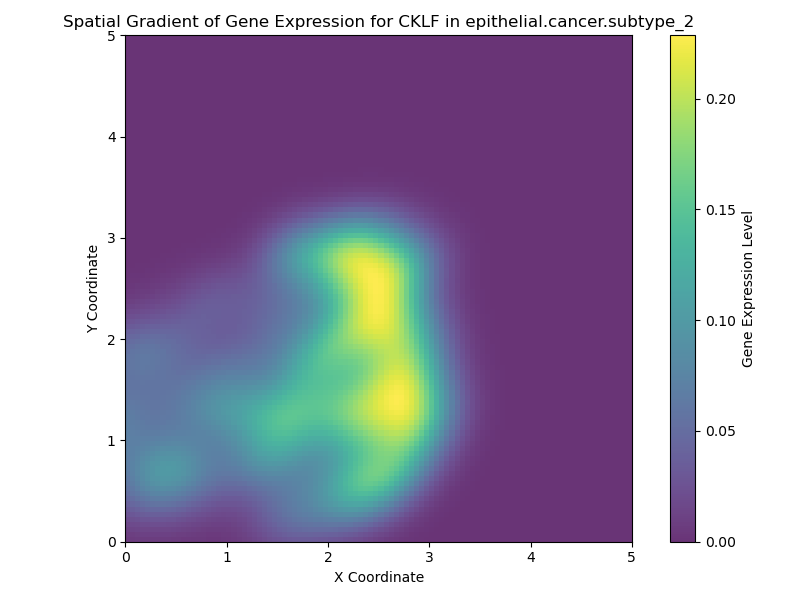 Spatial Gradient of Gene Expression for CKLF in epithelial.cancer.subtype_2
5
4
3
2
1
0
Y Coordinate
0 1 2 3 4 5
X Coordinate
0.20
0.15
0.10
0.05
0.00
Gene Expression Level